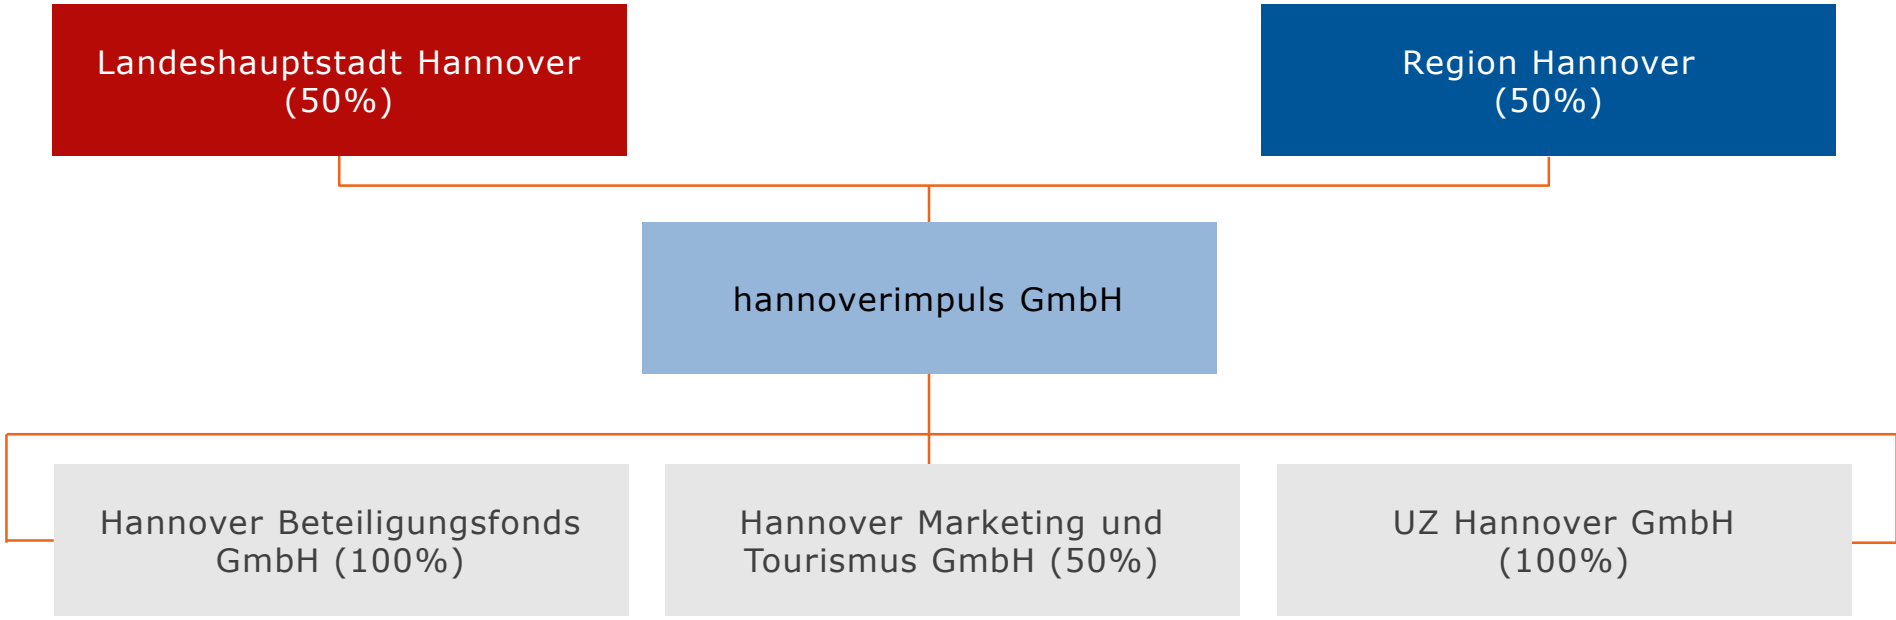 Landeshauptstadt Hannover
(50%)
Region Hannover
(50%)
hannoverimpuls GmbH
Hannover Beteiligungsfonds
GmbH (100%)
Hannover Marketing und
Tourismus GmbH (50%)
UZ Hannover GmbH
(100%)